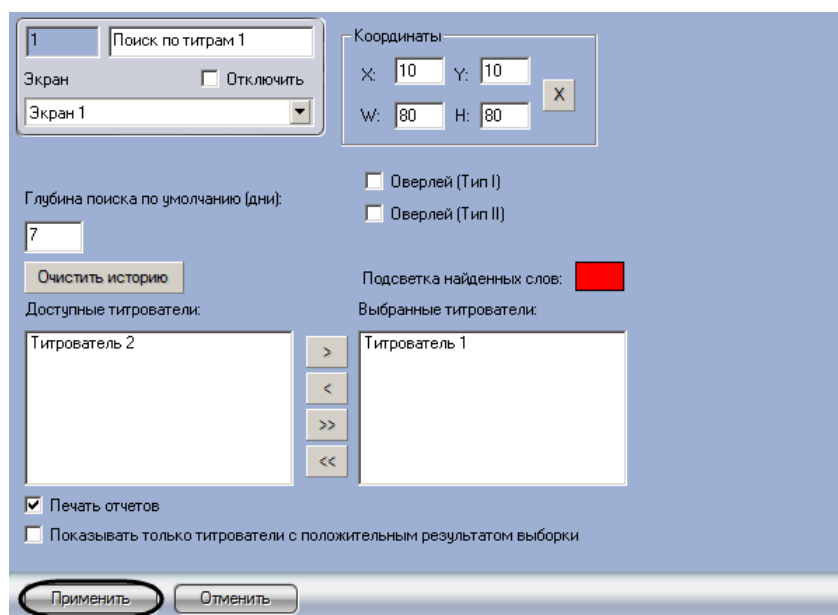 1 Поиск по титрам 1
Экран Отключить
Экран 1
Координаты
X: 10 Y: 10
X
W: 80 H: 80
Оверлей (Тип I)
Оверлей (Тип II)
Глубина поиска по умолчанию (дни):
7
Очистить историю
Подсветка найденных слов:
Доступные титрователи:
Выбранные титрователи:
Титрователь 2
Титрователь 1
>
<
>>
<<
Печать отчетов
Показывать только титрователи с положительным результатом выборки
Применить Отменить